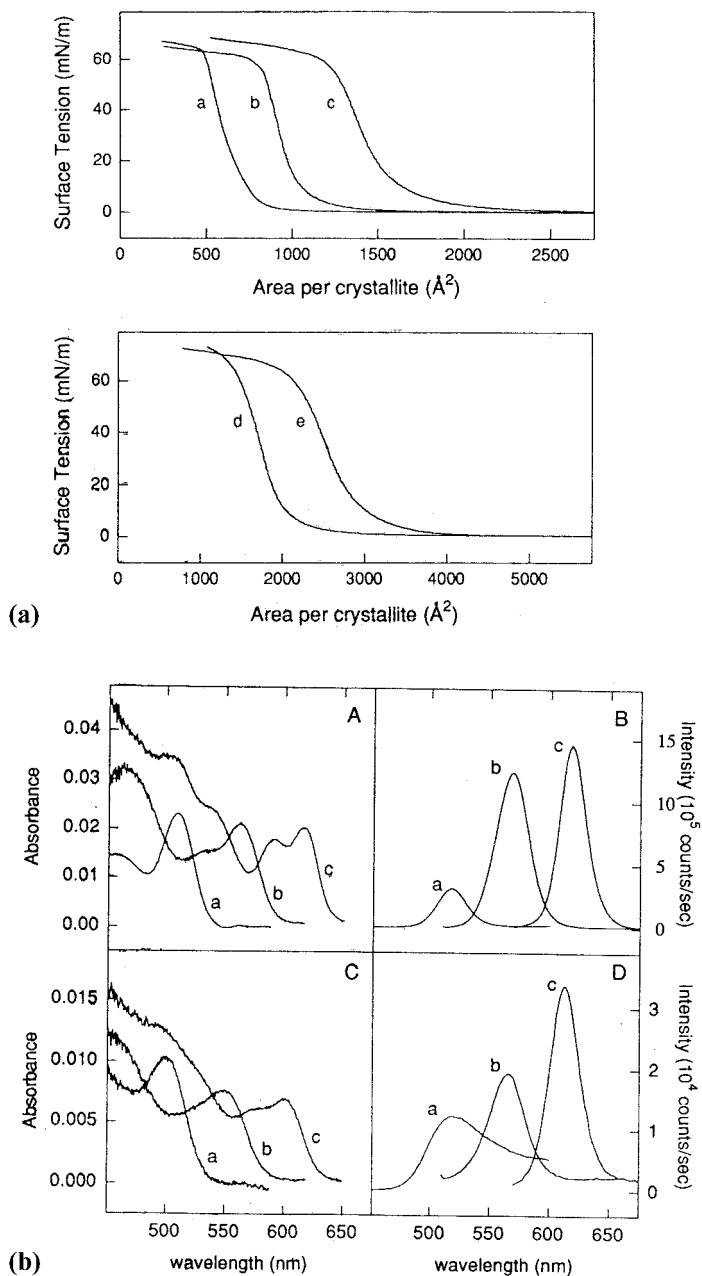 60
40
20
0
Surface Tension (mN/m)
a
b
c
0
500
1000
1500
2000
2500
Area per crystallite (Å²)
60
40
20
0
Surface Tension (mN/m)
d
e
0
1000
2000
3000
4000
5000
Area per crystallite (Å²)
(a)
A
0.04
0.03
0.02
0.01
0.00
Absorbance
a
b
c
B
a
b
c
15
10
5
0
Intensity (10⁵ counts/sec)
C
0.015
0.010
0.005
0.000
Absorbance
a
b
c
500
550
600
650
wavelength (nm)
D
a
b
c
3
2
1
0
Intensity (10⁴ counts/sec)
500
550
600
650
wavelength (nm)
(b)